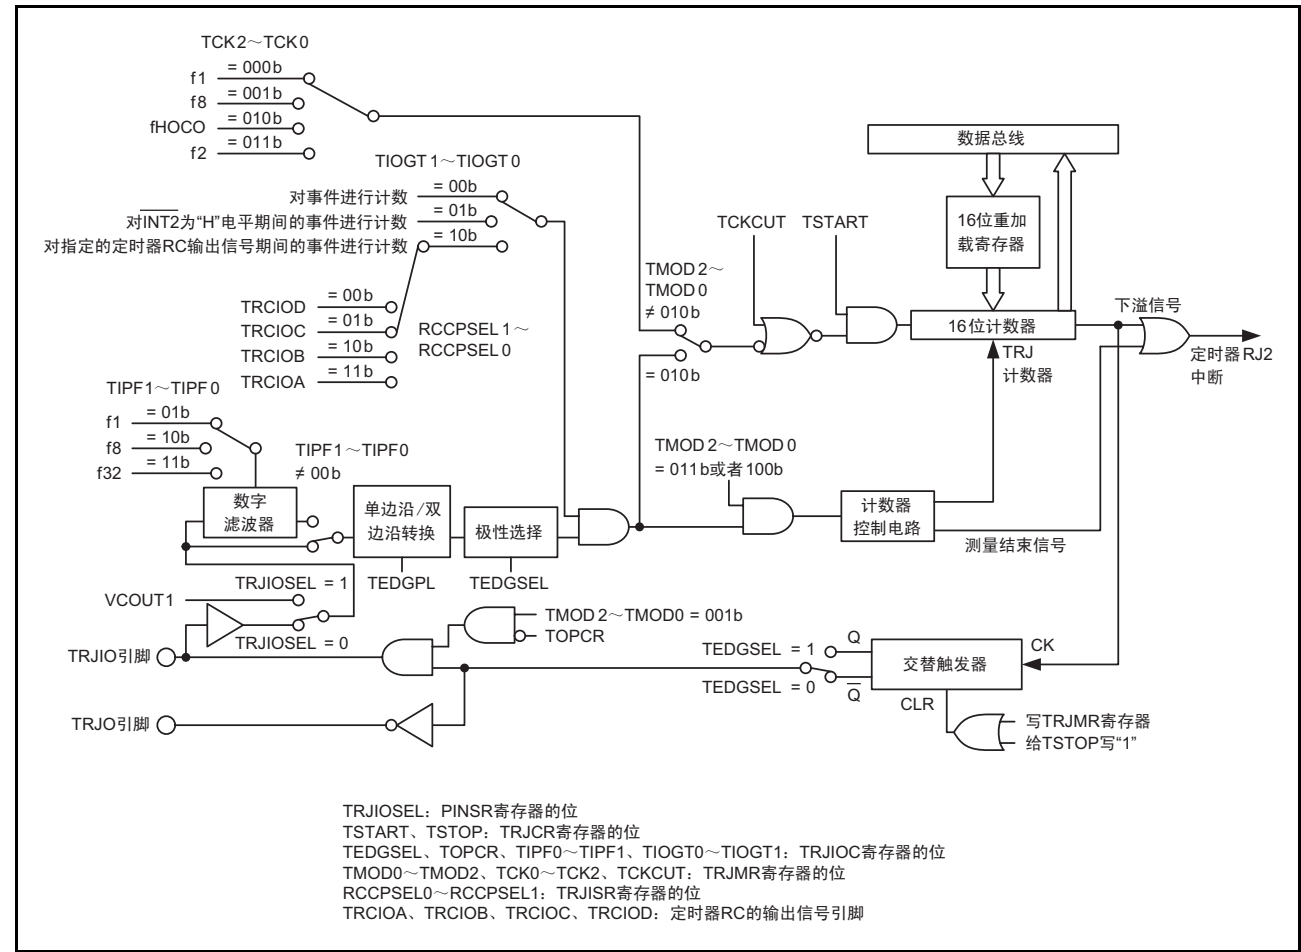 TCK2～TCK0
f1 = 000b
f8 = 001b
fHOCO = 010b
f2 = 011b
TIOGT1～TIOGT0
对事件进行计数 = 00b
对INT2为“H”电平期间的事件进行计数 = 01b
对指定的定时器RC输出信号期间的事件进行计数 = 10b
TRCIOD = 00b
TRCIOC = 01b
TRCIOB = 10b
TRCIOA = 11b
RCCPSEL1～
RCCPSEL0
TIPF1～TIPF0
f1 = 01b
f8 = 10b
f32 = 11b
数字
滤波器
TIPF1～TIPF0
≠ 00b
单边沿/双
边沿转换
极性选择
TEDGPL
TEDGSEL
TMOD2～
TMOD0
≠ 010b
= 010b
TCKCUT
TSTART
数据总线
16位重加
载寄存器
16位计数器
TRJ
计数器
下溢信号
定时器RJ2
中断
TMOD2～TMOD0
= 011b或者100b
计数器
控制电路
测量结束信号
VCOUT1
TRJIOSEL = 1
TRJIOSEL = 0
TRJIO引脚
TMOD2～TMOD0 = 001b
TOPCR
TEDGSEL = 1
TEDGSEL = 0
Q
Q
交替触发器
CK
CLR
写TRJMR寄存器
给TSTOP写“1”
TRJO引脚
TRJIOSEL：PINSR寄存器的位
TSTART、TSTOP：TRJCR寄存器的位
TEDGSEL、TOPCR、TIPF0～TIPF1、TIOGT0～TIOGT1：TRJIOC寄存器的位
TMOD0～TMOD2、TCK0～TCK2、TCKCUT：TRJMR寄存器的位
RCCPSEL0～RCCPSEL1：TRJISR寄存器的位
TRCIOA、TRCIOB、TRCIOC、TRCIOD：定时器RC的输出信号引脚